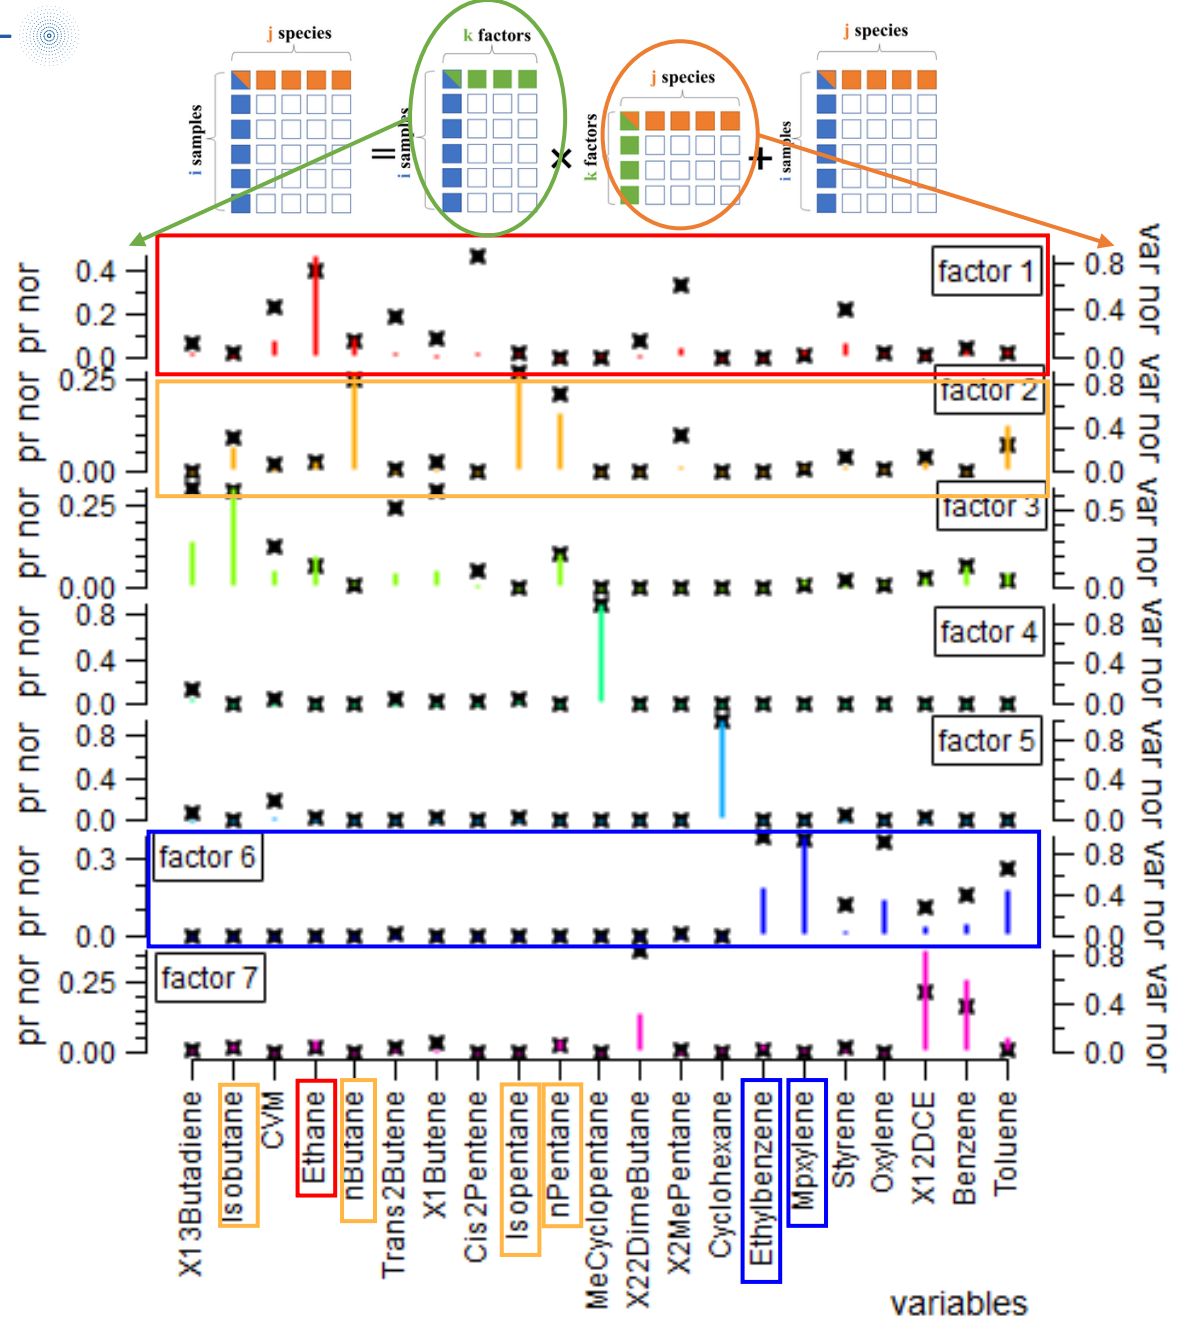 j species
k factors
j species
j species
i samples
=
i samples
×
k factors
+
i samples
factor 1
pr nor
0.4
0.2
0.0
0.8
0.4
0.0
var nor
factor 2
pr nor
0.25
0.00
0.8
0.4
0.0
var nor
factor 3
pr nor
0.25
0.00
0.5
0.0
var nor
factor 4
pr nor
0.8
0.4
0.0
0.8
0.4
0.0
var nor
factor 5
pr nor
0.8
0.4
0.0
0.8
0.4
0.0
var nor
factor 6
pr nor
0.3
0.0
0.8
0.4
0.0
var nor
factor 7
pr nor
0.25
0.00
0.8
0.4
0.0
var nor
X13Butadiene
Isobutane
CVM
Ethane
nButane
Trans2Butene
X1Butene
Cis2Pentene
Isopentane
nPentane
MeCyclopentane
X22DimeButane
X2MePentane
Cyclohexane
Ethylbenzene
Mpxylene
Styrene
Oxylene
X12DCE
Benzene
Toluene
variables